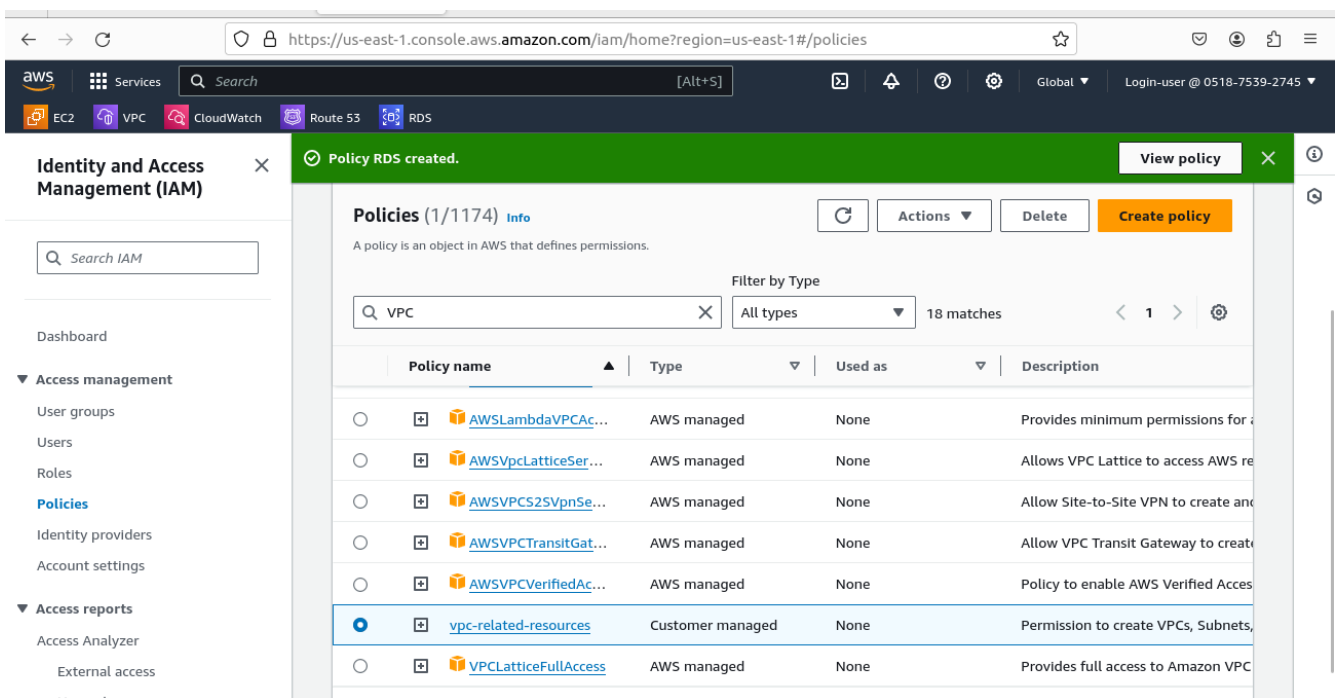 https://us-east-1.console.aws.amazon.com/iam/home?region=us-east-1#/policies
aws Services Search [Alt+S] Global Login-user @ 0518-7539-2745
EC2 VPC CloudWatch Route 53 RDS
Identity and Access
Management (IAM)
Search IAM
Dashboard
Access management
User groups
Users
Roles
Policies
Identity providers
Account settings
Access reports
Access Analyzer
External access
Policy RDS created.
View policy
Policies (1/1174) Info
Actions Delete Create policy
A policy is an object in AWS that defines permissions.
Filter by Type
VPC All types 18 matches 1
Policy name Type Used as Description
AWSLambdaVPCAc... AWS managed None Provides minimum permissions for
AWSVpcLatticeSer... AWS managed None Allows VPC Lattice to access AWS re
AWSVPCS2SVpnSe... AWS managed None Allow Site-to-Site VPN to create and
AWSVPCTransitGat... AWS managed None Allow VPC Transit Gateway to create
AWSVPCVerifiedAc... AWS managed None Policy to enable AWS Verified Acces
vpc-related-resources Customer managed None Permission to create VPCs, Subnets,
VPCLatticeFullAccess AWS managed None Provides full access to Amazon VPC